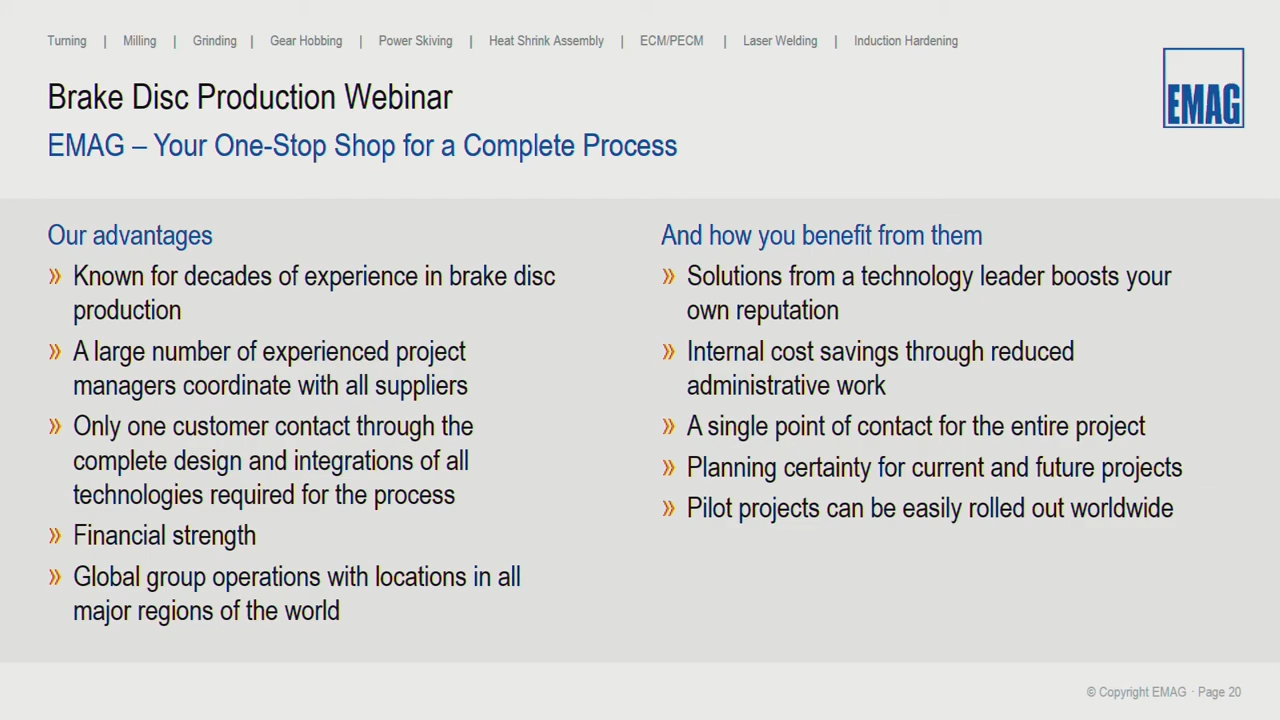 Turning | Milling | Grinding | Gear Hobbing | Power Skiving | Heat Shrink Assembly | ECM/PECM | Laser Welding | Induction Hardening
EMAG
Brake Disc Production Webinar
EMAG – Your One-Stop Shop for a Complete Process
Our advantages
» Known for decades of experience in brake disc
production
» A large number of experienced project
managers coordinate with all suppliers
» Only one customer contact through the
complete design and integrations of all
technologies required for the process
» Financial strength
» Global group operations with locations in all
major regions of the world
And how you benefit from them
» Solutions from a technology leader boosts your
own reputation
» Internal cost savings through reduced
administrative work
» A single point of contact for the entire project
» Planning certainty for current and future projects
» Pilot projects can be easily rolled out worldwide
© Copyright EMAG · Page 20